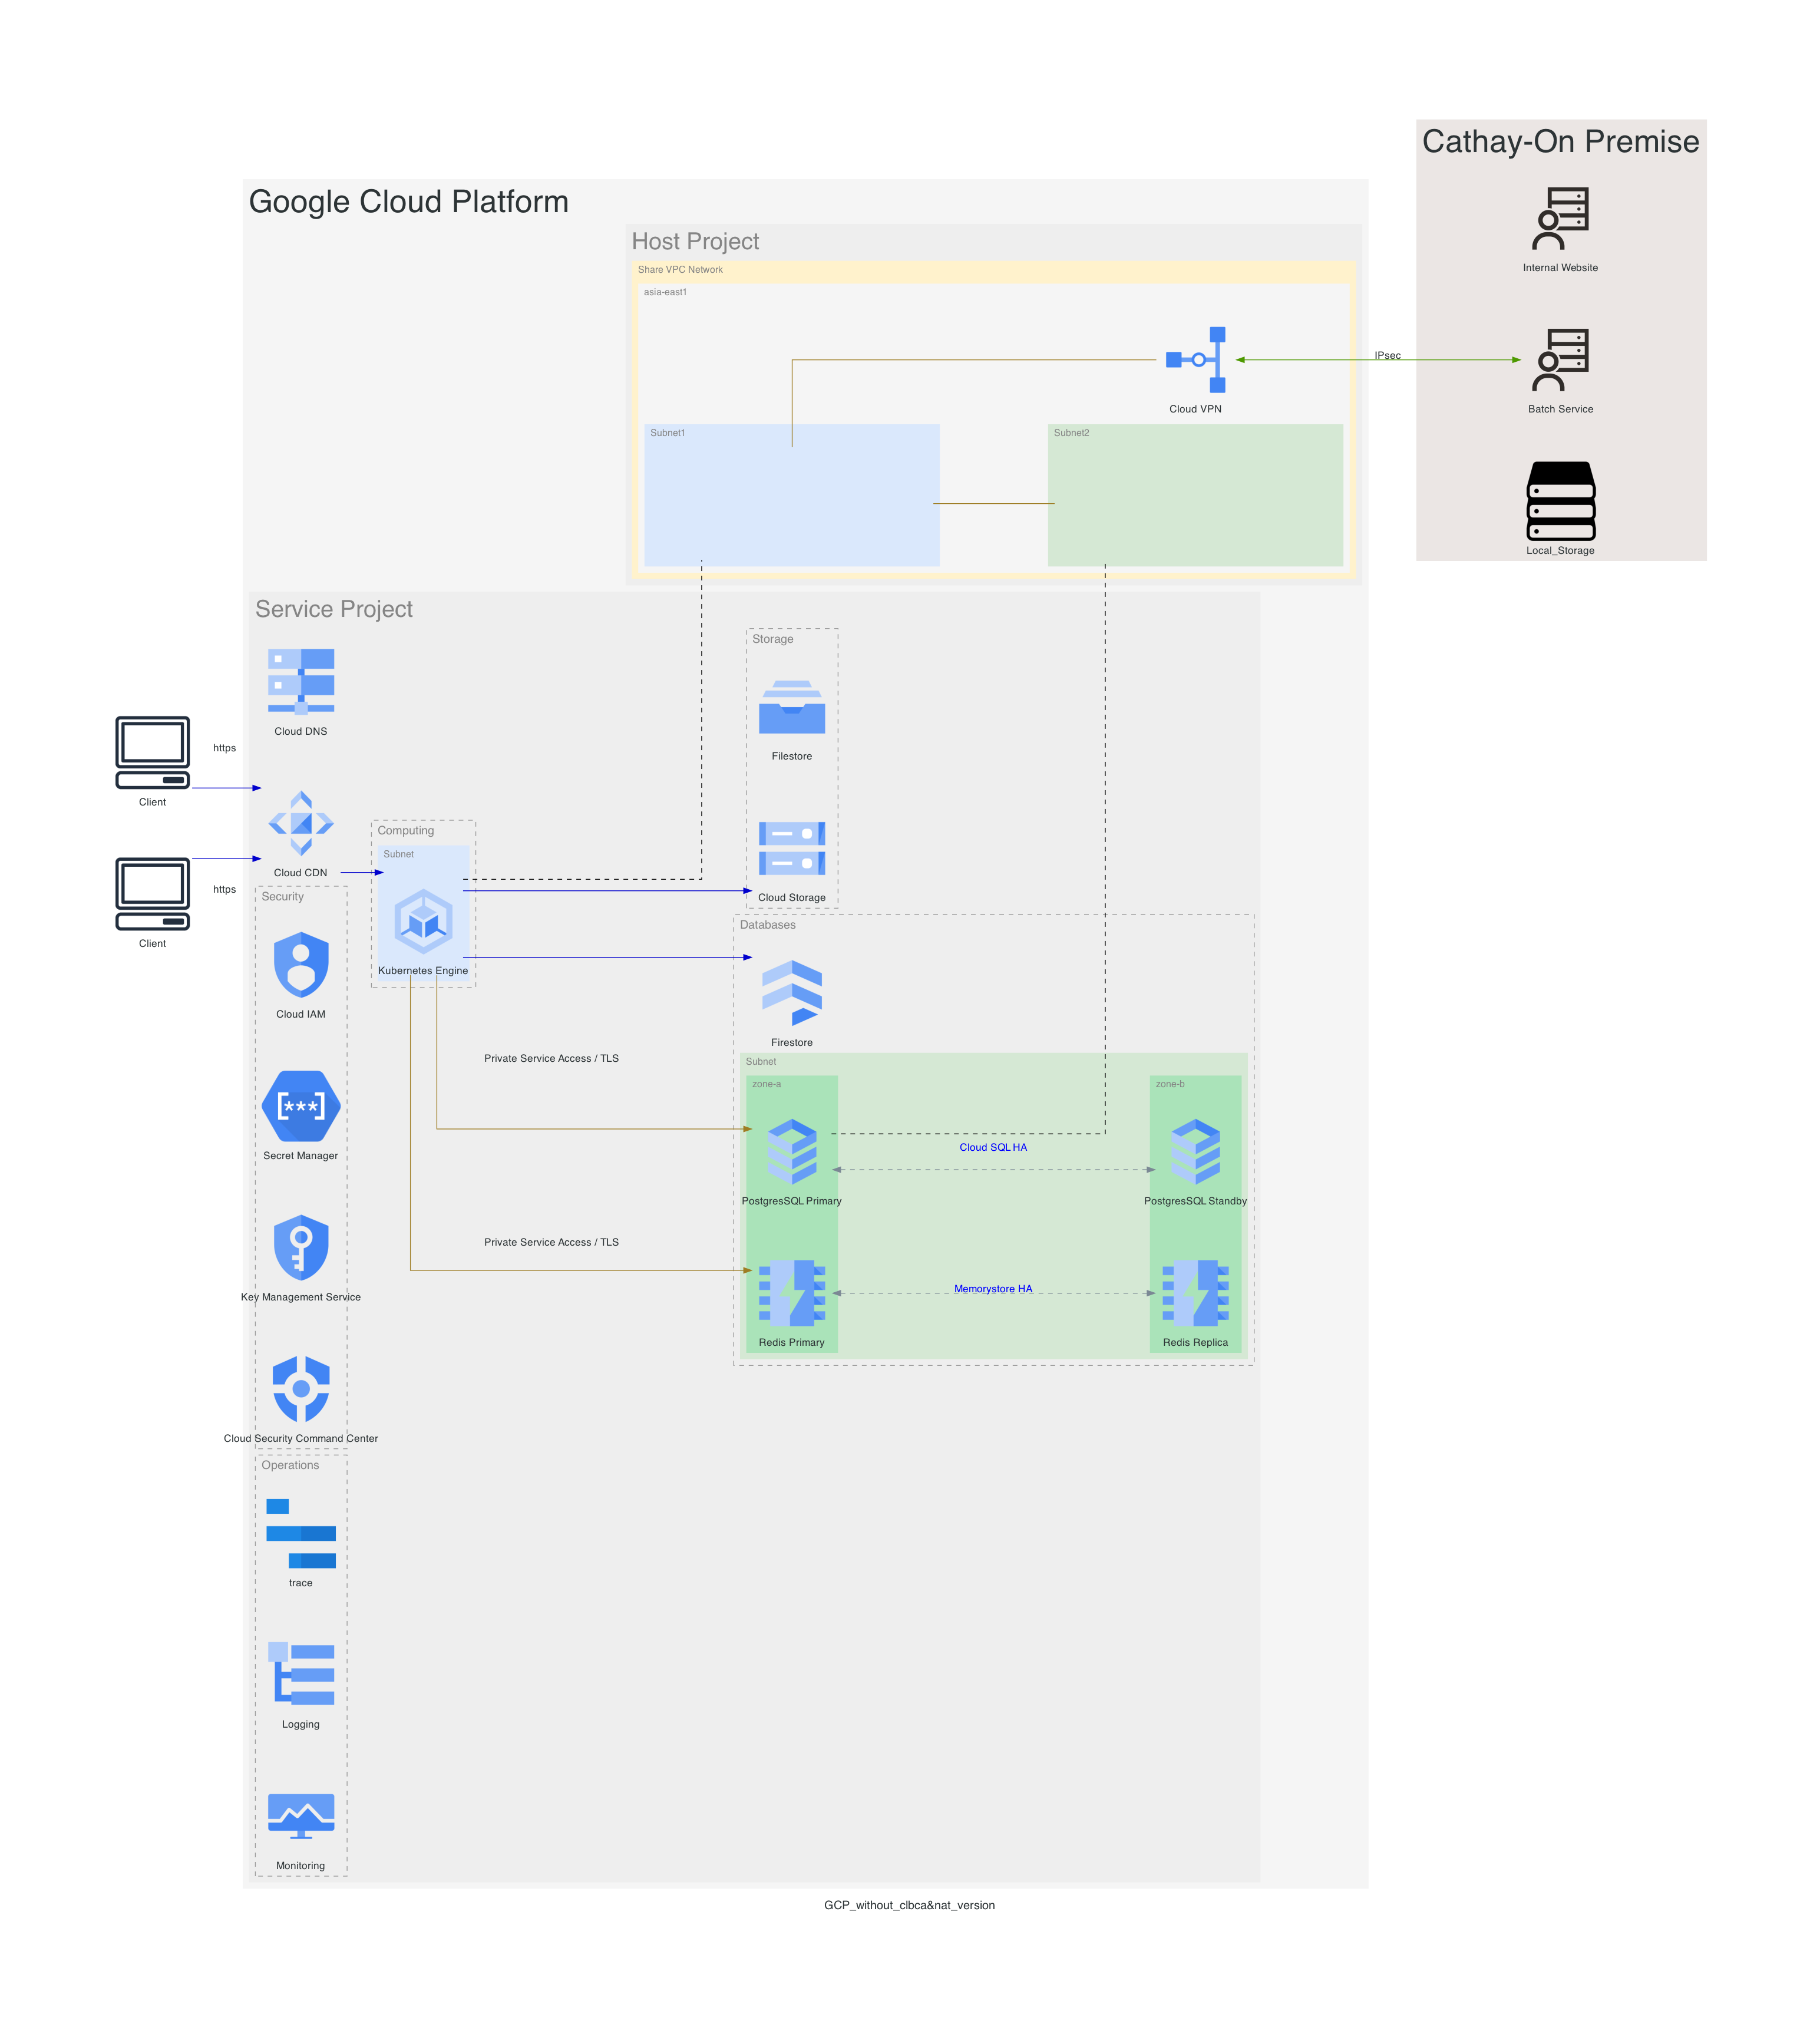 Cathay-On Premise
Internal Website
Batch Service
Local_Storage
Google Cloud Platform
Host Project
Share VPC Network
asia-east1
Cloud VPN
IPsec
Subnet1
Subnet2
Service Project
Cloud DNS
https
Client
Cloud CDN
https
Client
Computing
Subnet
Kubernetes Engine
Storage
Filestore
Cloud Storage
Security
Cloud IAM
Secret Manager
Key Management Service
Cloud Security Command Center
Databases
Firestore
Private Service Access / TLS
Subnet
zone-a
zone-b
Cloud SQL HA
PostgresSQL Primary
PostgresSQL Standby
Private Service Access / TLS
Memorystore HA
Redis Primary
Redis Replica
Operations
trace
Logging
Monitoring
GCP_without_clbca&nat_version